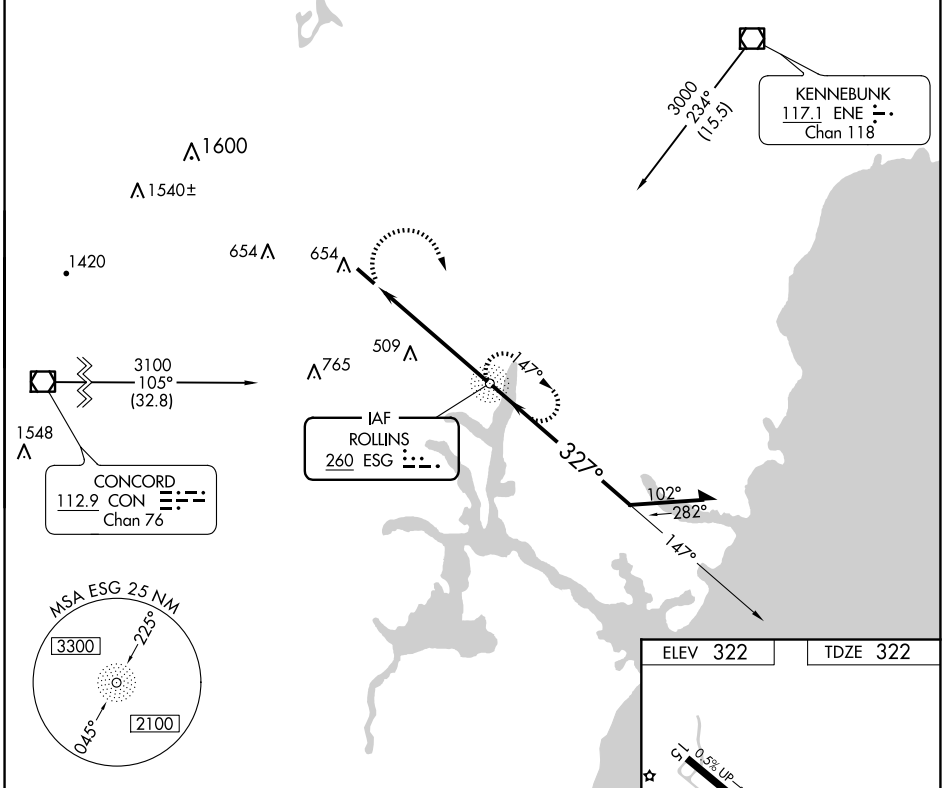 3000
234°
(15.5)
KENNEBUNK
117.1 ENE
Chan 118
1600
1540±
654
654
1420
509
765
3100
105°
(32.8)
147°
IAF
ROLLINS
260 ESG
1548
CONCORD
112.9 CON
Chan 76
327°
102°
282°
147°
MSA ESG 25 NM
3300
225°
045°
2100
ELEV 322
TDZE 322
15
0.5% UP